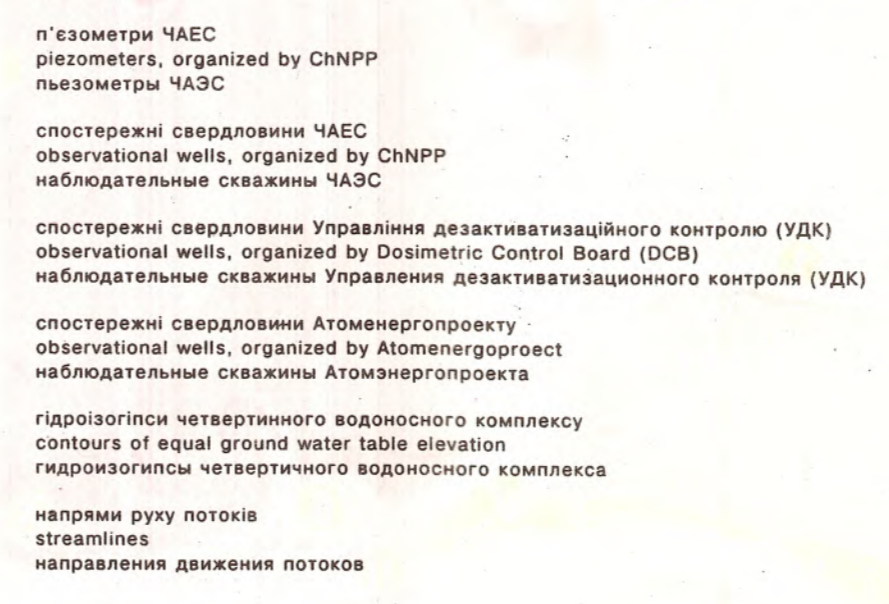 п'єзометри ЧАЕС
piezometers, organized by ChNPP
пьезометры ЧАЭС
спостережні свердловини ЧАЕС
observational wells, organized by ChNPP
наблюдательные скважины ЧАЭС
спостережні свердловини Управління дезактиватизаційного контролю (УДК)
observational wells, organized by Dosimetric Control Board (DCB)
наблюдательные скважины Управления дезактиватизационного контроля (УДК)
спостережні свердловини Атоменергопроекту
observational wells, organized by Atomenergoproect
наблюдательные скважины Атомэнергопроекта
гідроізогіпси четвертинного водоносного комплексу
contours of equal ground water table elevation
гидроизогипсы четвертичного водоносного комплекса
напрями руху потоків
streamlines
направления движения потоков